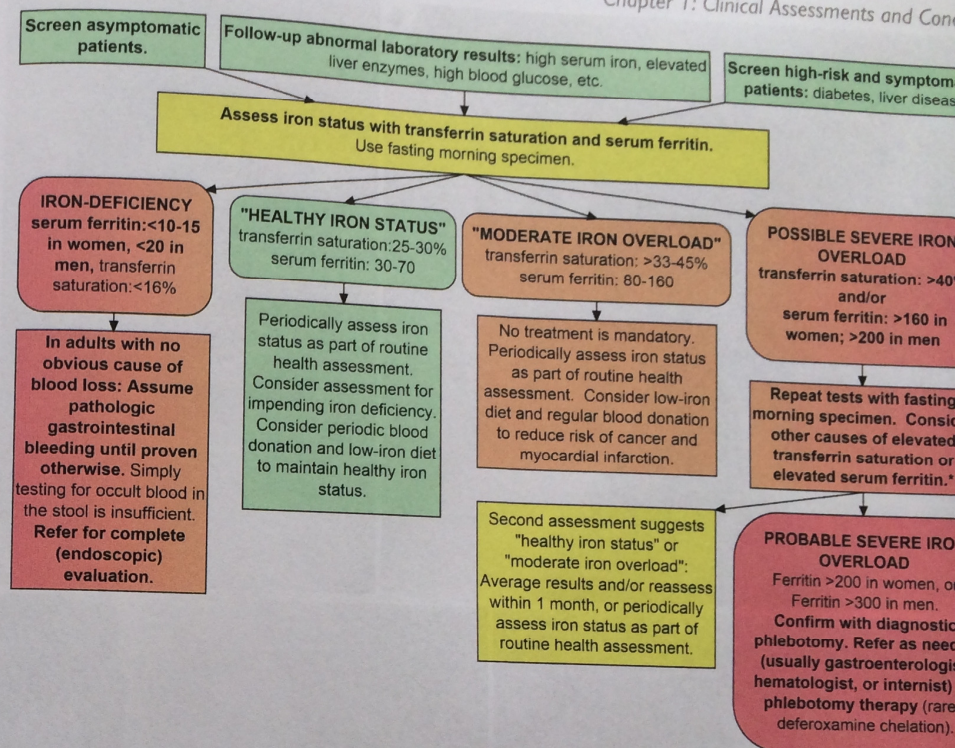 Chapter 1: Clinical Assessments and
Screen asymptomatic
patients.
Follow-up abnormal laboratory results: high serum iron, elevated
liver enzymes, high blood glucose, etc.
Screen high-risk and
patients: diabetes, liver
Assess iron status with transferrin saturation and serum ferritin.
Use fasting morning specimen.
IRON-DEFICIENCY
serum ferritin:<10-15
in women, <20 in
men, transferrin
saturation:<16%
"HEALTHY IRON STATUS"
transferrin saturation:25-30%
serum ferritin: 30-70
"MODERATE IRON OVERLOAD"
transferrin saturation: >33-45%
serum ferritin: 80-160
POSSIBLE SEVERE IRON
OVERLOAD
transferrin saturation: >40
and/or
serum ferritin: >160 in
women; >200 in men
In adults with no
obvious cause of
blood loss: Assume
pathologic
gastrointestinal
bleeding until proven
otherwise. Simply
testing for occult blood in
the stool is insufficient.
Refer for complete
(endoscopic)
evaluation.
Periodically assess iron
status as part of routine
health assessment.
Consider assessment for
impending iron deficiency.
Consider periodic blood
donation and low-iron diet
to maintain healthy iron
status.
No treatment is mandatory.
Periodically assess iron status
as part of routine health
assessment. Consider low-iron
diet and regular blood donation
to reduce risk of cancer and
myocardial infarction.
Repeat tests with fasting
morning specimen.
other causes of elevated
transferrin saturation or
elevated serum ferritin.*
Second assessment suggests
"healthy iron status" or
"moderate iron overload":
Average results and/or reassess
within 1 month, or periodically
assess iron status as part of
routine health assessment.
PROBABLE SEVERE
OVERLOAD
Ferritin >200 in women,
Ferritin >300 in men.
Confirm with diagnostic
phlebotomy. Refer as
(usually
hematologist, or internist)
phlebotomy therapy
deferoxamine chelation).